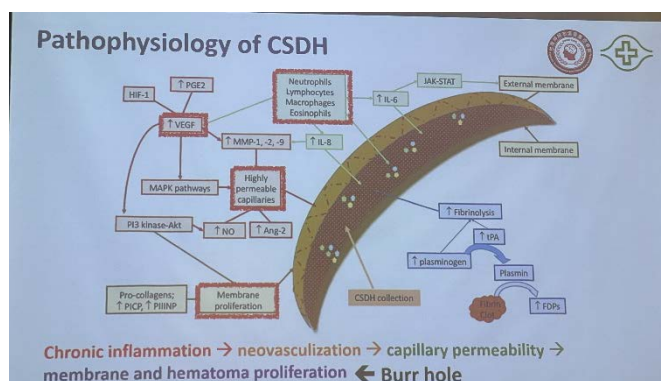 Pathophysiology of CSDH
↑ PGE2
HIF-1
↑ VEGF
Neutrophils
Lymphocytes
Macrophages
Eosinophils
JAK-STAT
External membrane
↑ IL-6
↑ MMP-1, -2, -9
↑ IL-8
Internal membrane
MAPK pathways
Highly
permeable
capillaries
PI3 kinase-Akt
↑ NO
↑ Ang-2
↑ Fibrinolysis
↑ tPA
↑ plasminogen
Plasmin
Pro-collagens;
↑ PICP, ↑ PIIINP
Membrane
proliferation
CSDH collection
Fibrin
Clot
↑ FDPs
Chronic inflammation → neovasculization → capillary permeability →
membrane and hematoma proliferation ← Burr hole